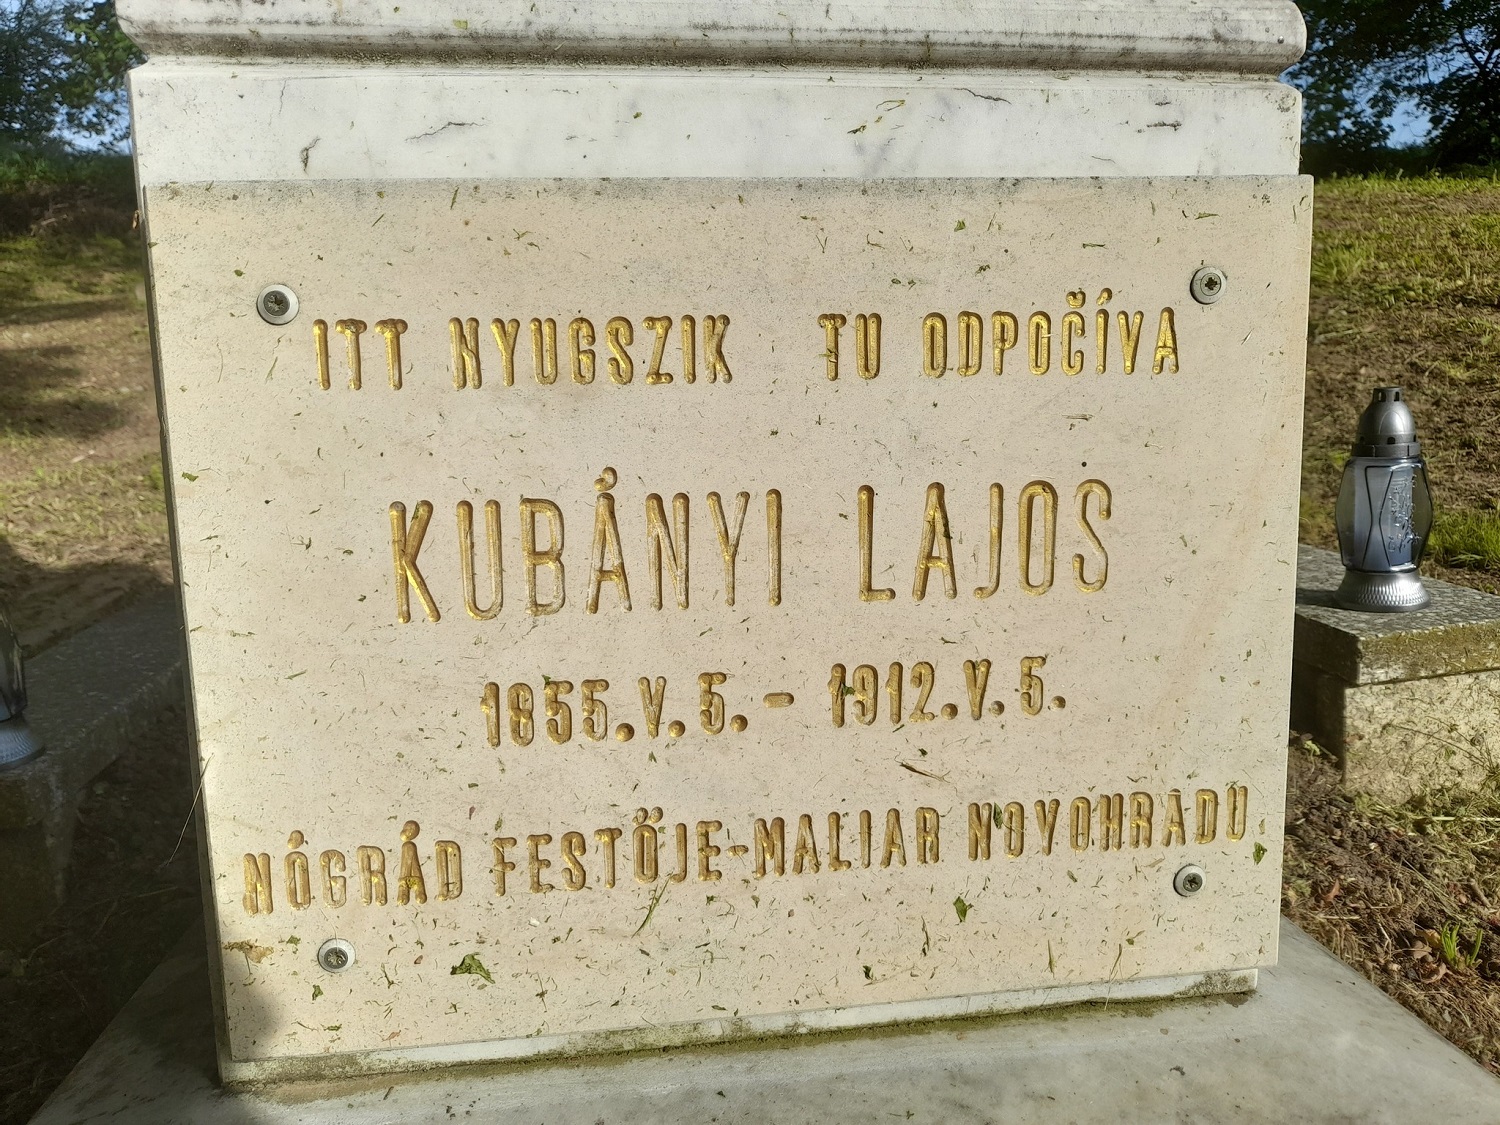 ITT NYUGSZIK TU ODPOČÍVA
KUBÁNYI LAJOS
1855.V.5.- 1912.V.5.
NÓGRÁD FESTŐJE-MALIAR NOVOHRADU